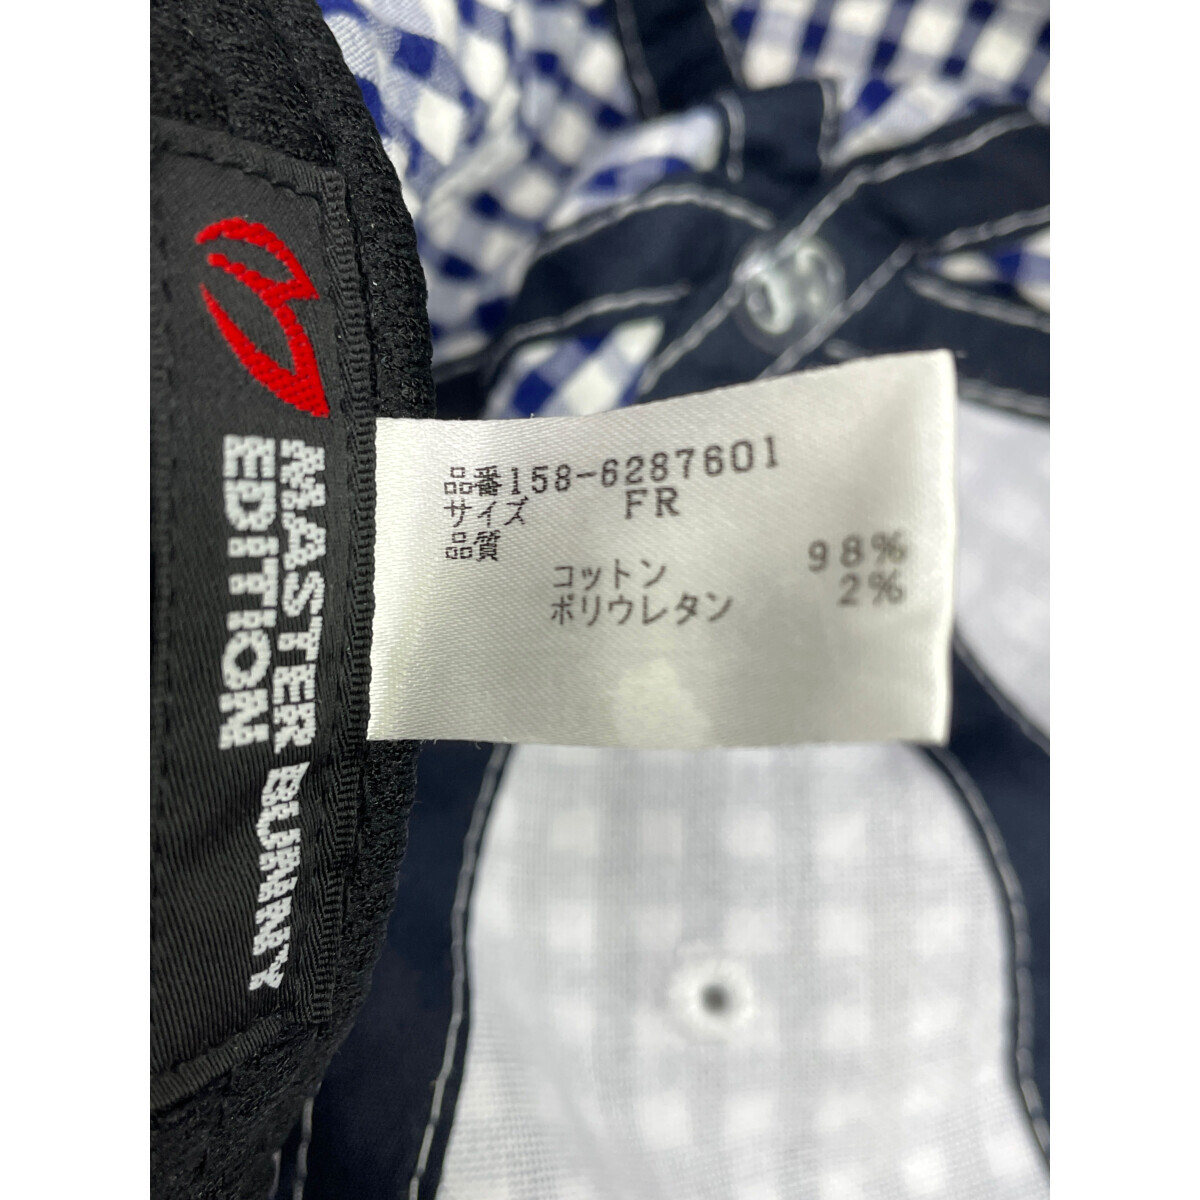 MASTER BUNNY
EDITION
品番158-6287601
サイズ FR
品質
コットン 98%
ポリウレタン 2%